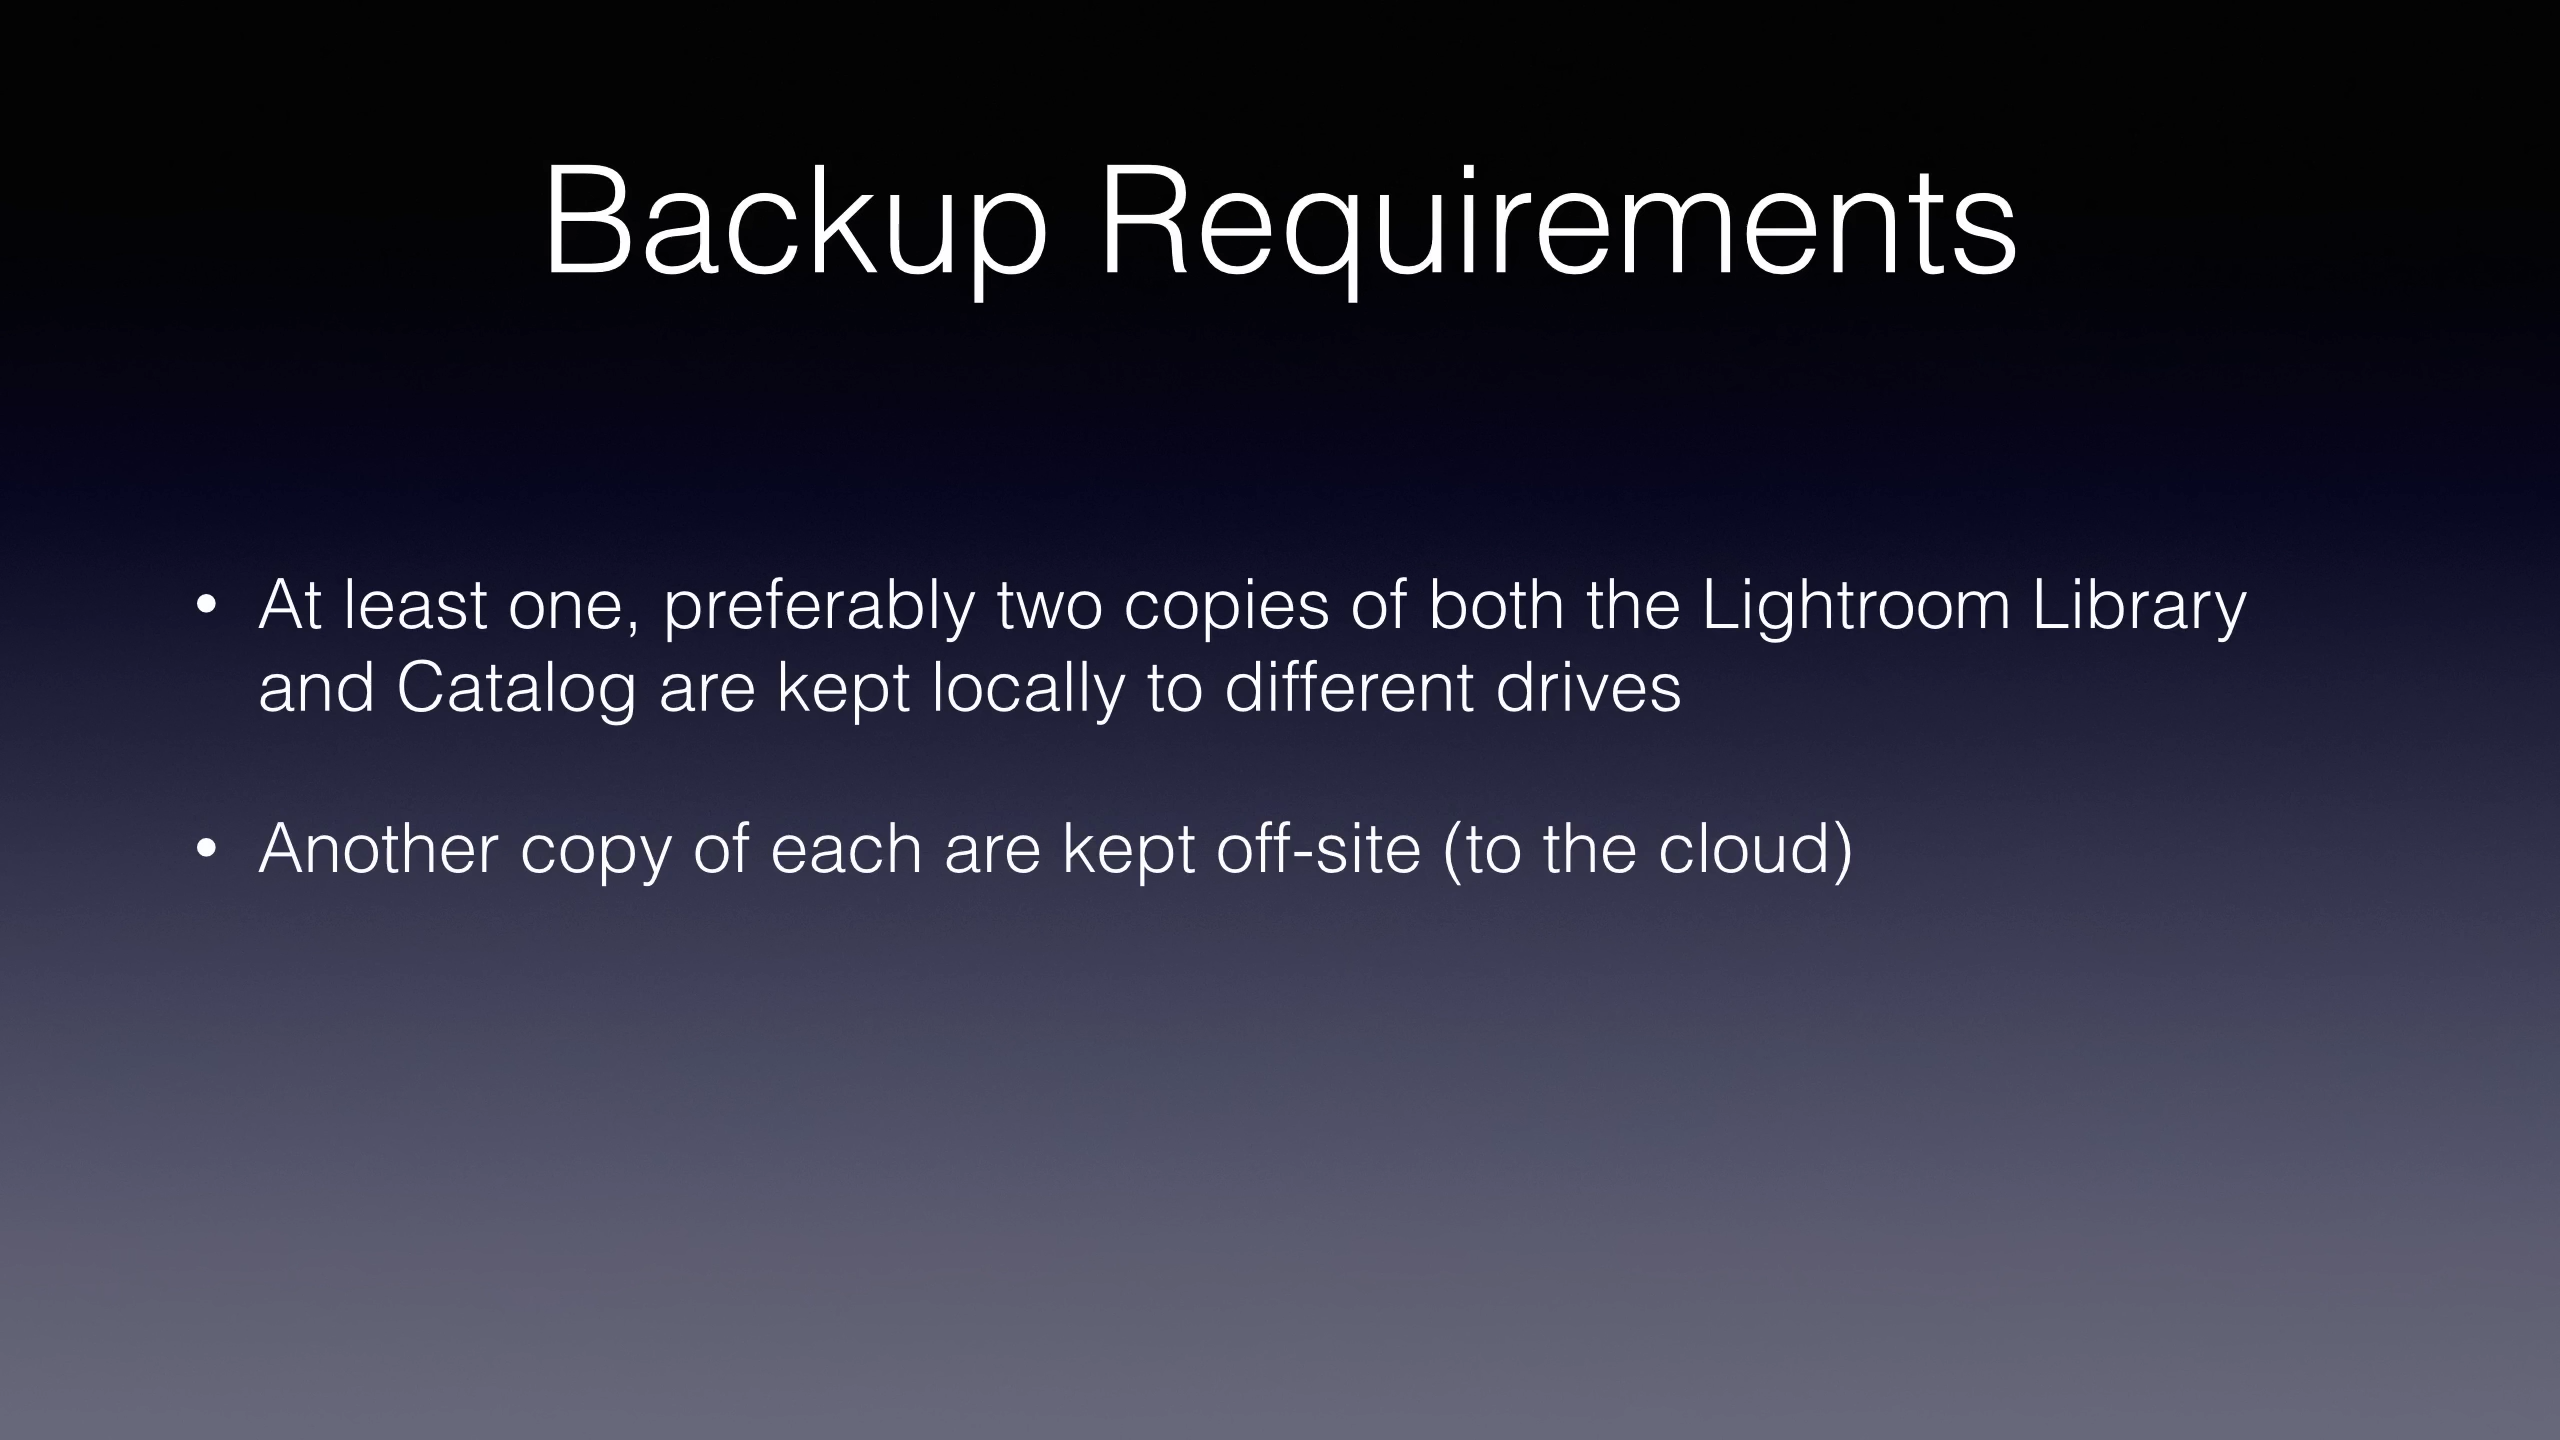 Backup Requirements
• At least one, preferably two copies of both the Lightroom Library
and Catalog are kept locally to different drives
• Another copy of each are kept off-site (to the cloud)